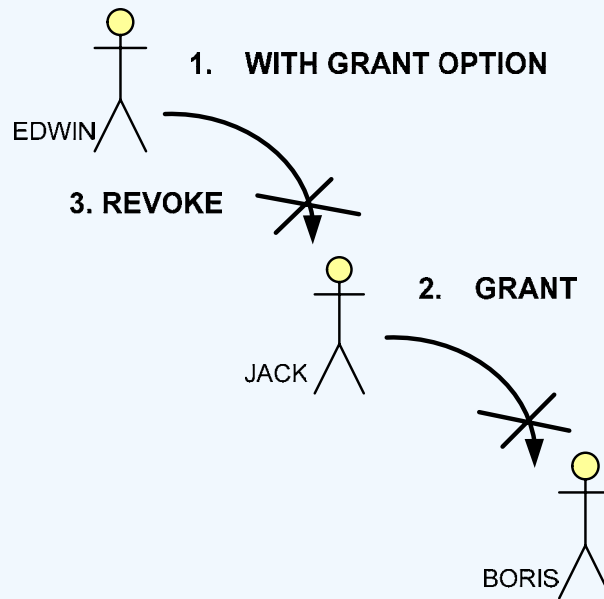 1. WITH GRANT OPTION
EDWIN
3. REVOKE
2. GRANT
JACK
BORIS